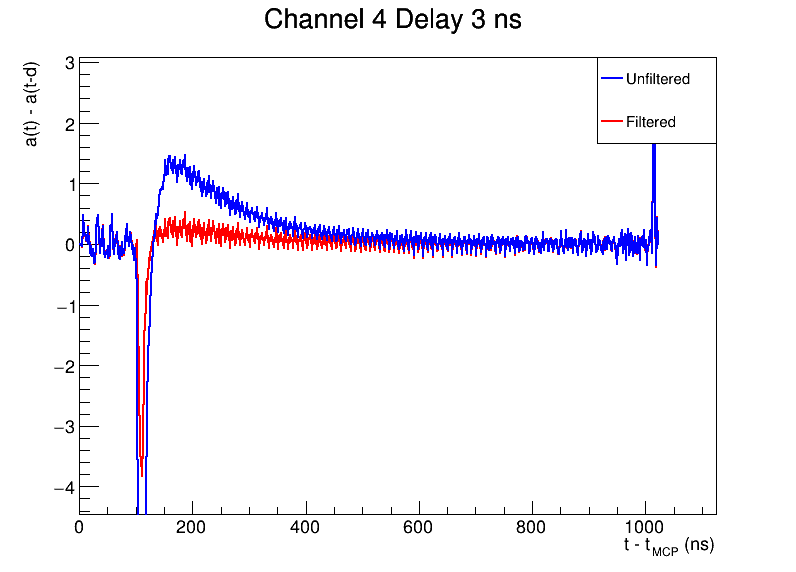 Channel 4 Delay 3 ns
a(t) - a(t-d)
3
2
1
0
−1
−2
−3
−4
Unfiltered
Filtered
0 200 400 600 800 1000
t - t_MCP (ns)